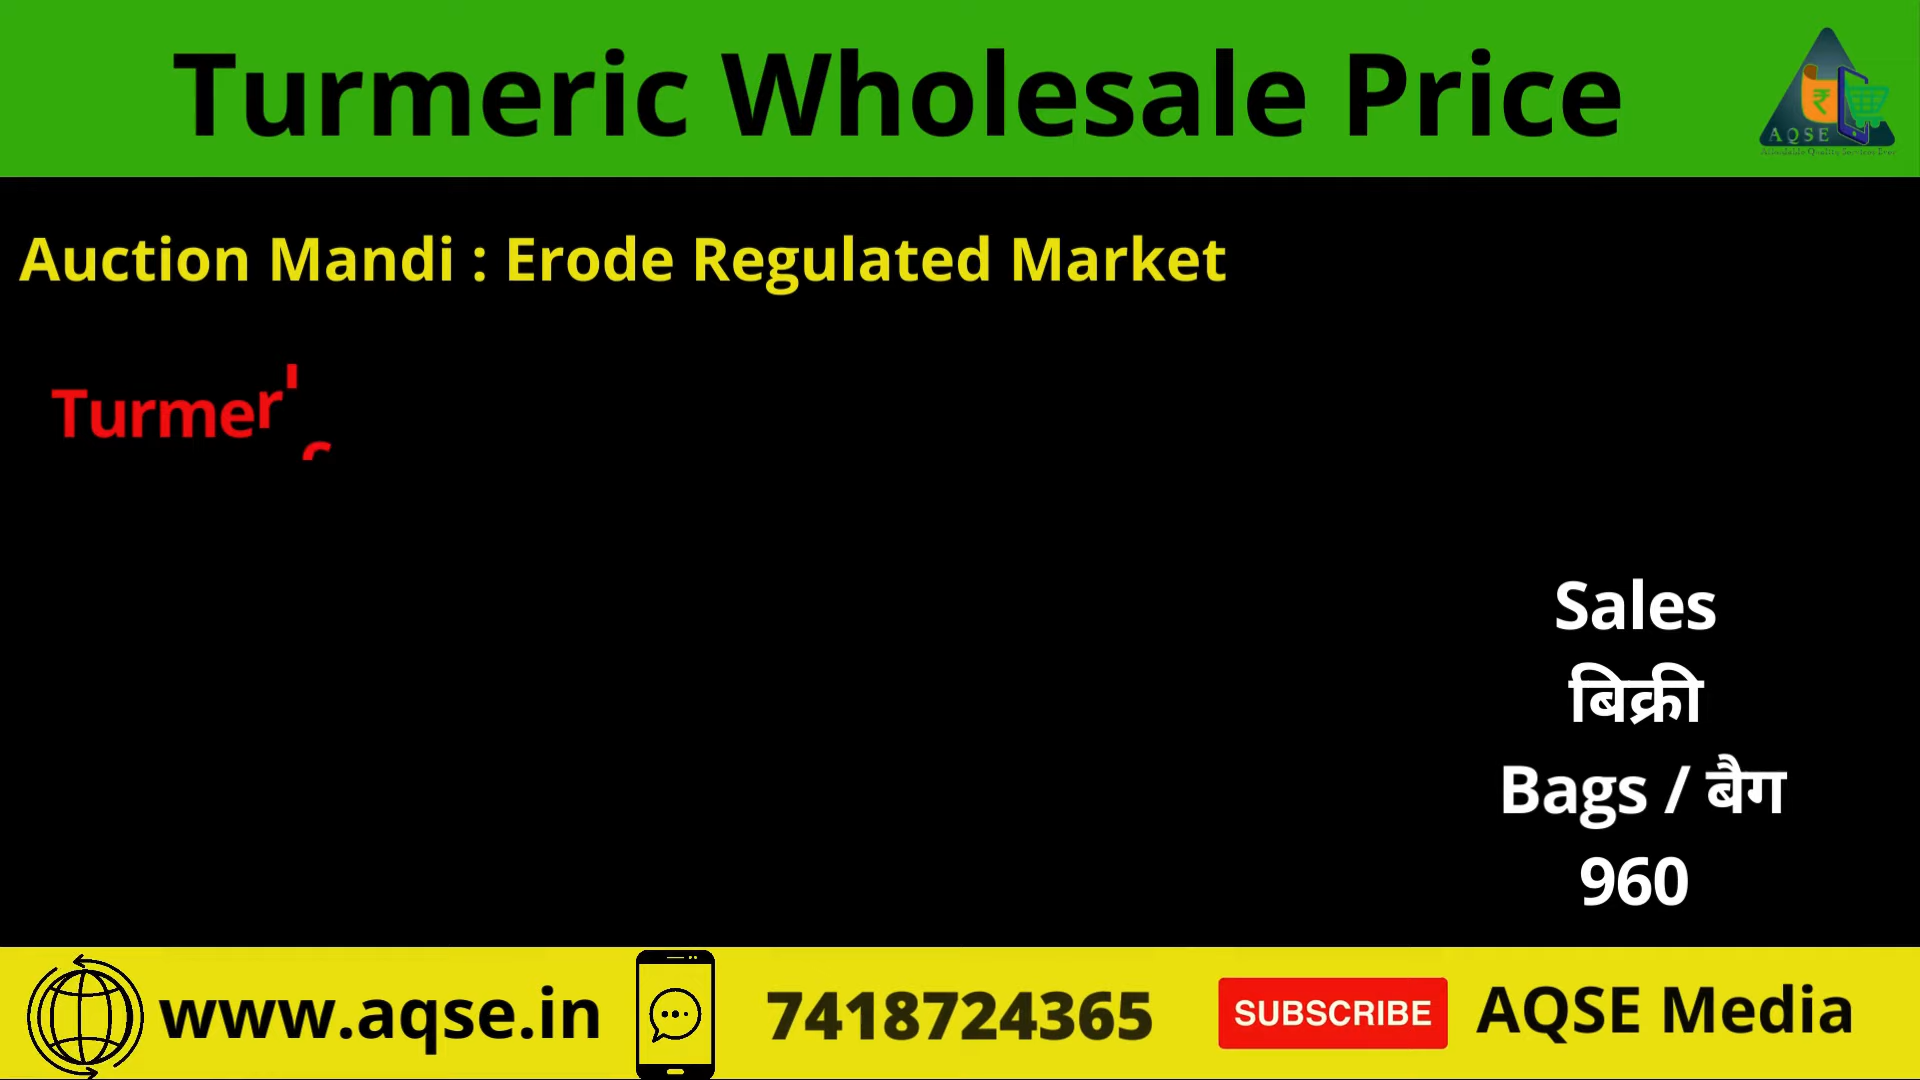 Turmeric Wholesale Price
AQSE
Auction Mandi : Erode Regulated Market
Turmeric
Sales
बिक्री
Bags / बैग
960
www.aqse.in
7418724365
SUBSCRIBE
AQSE Media